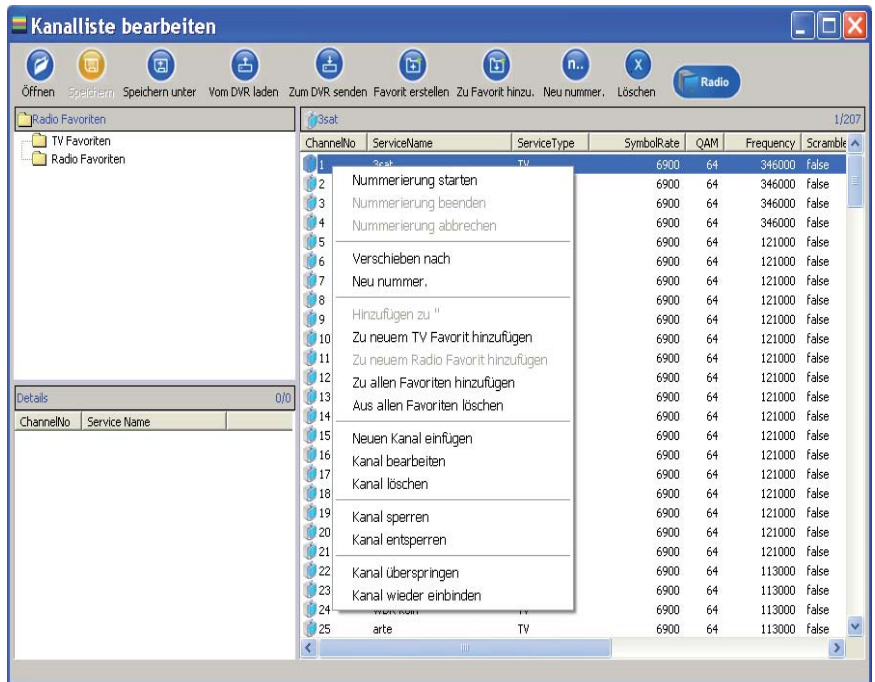 Kanalliste bearbeiten
Öffnen Speichern Speichern unter Vom DVR laden Zum DVR senden Favorit erstellen Zu Favorit hinzu. Neu nummer. Löschen Radio
n..
X
Radio Favoriten
TV Favoriten
Radio Favoriten
Details 0/0
ChannelNo Service Name
3sat 1/207
ChannelNo ServiceName ServiceType SymbolRate QAM Frequency Scramble
1 3sat TV 6900 64 346000 false
2 6900 64 346000 false
3 6900 64 346000 false
4 6900 64 346000 false
5 6900 64 121000 false
6 6900 64 121000 false
7 6900 64 121000 false
8 6900 64 121000 false
9 6900 64 121000 false
10 6900 64 121000 false
11 6900 64 121000 false
12 6900 64 121000 false
13 6900 64 121000 false
14 6900 64 121000 false
15 6900 64 121000 false
16 6900 64 121000 false
17 6900 64 121000 false
18 6900 64 121000 false
19 6900 64 121000 false
20 6900 64 121000 false
21 6900 64 121000 false
22 6900 64 113000 false
23 6900 64 113000 false
24 WDR Köln TV 6900 64 113000 false
25 arte TV 6900 64 113000 false
Nummerierung starten
Nummerierung beenden
Nummerierung abbrechen
Verschieben nach
Neu nummer.
Hinzufügen zu ''
Zu neuem TV Favorit hinzufügen
Zu neuem Radio Favorit hinzufügen
Zu allen Favoriten hinzufügen
Aus allen Favoriten löschen
Neuen Kanal einfügen
Kanal bearbeiten
Kanal löschen
Kanal sperren
Kanal entsperren
Kanal überspringen
Kanal wieder einbinden